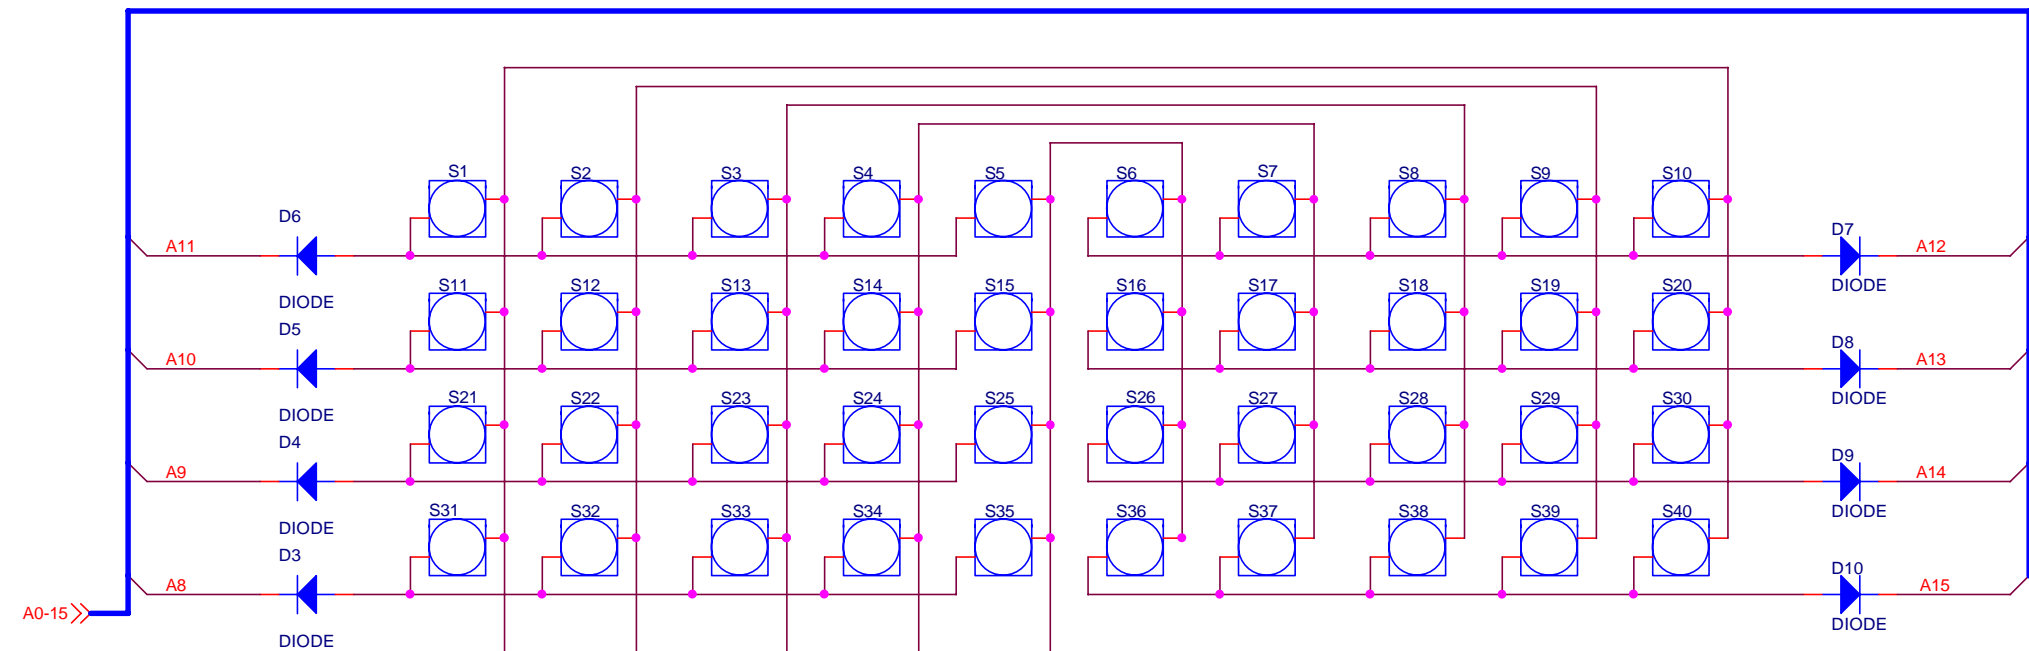 S1 S2 S3 S4 S5 S6 S7 S8 S9 S10
D6 D7
A11 A12
DIODE DIODE
S11 S12 S13 S14 S15 S16 S17 S18 S19 S20
D5 D8
A10 A13
DIODE DIODE
S21 S22 S23 S24 S25 S26 S27 S28 S29 S30
D4 D9
A9 A14
DIODE DIODE
S31 S32 S33 S34 S35 S36 S37 S38 S39 S40
D3 D10
A8 A15
A0-15
DIODE DIODE